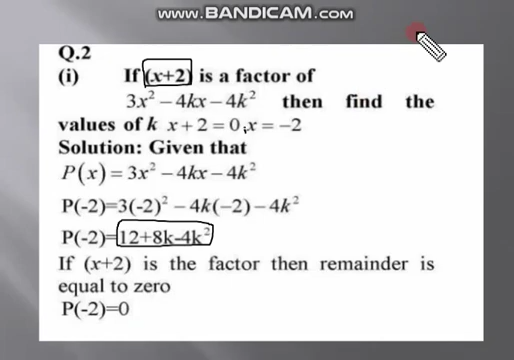 www.BANDICAM.com
Q.2
(i) If (x+2) is a factor of
3x² − 4kx − 4k² then find the
values of k x + 2 = 0, x = −2
Solution: Given that
P(x) = 3x² − 4kx − 4k²
P(-2)=3(-2)² − 4k(−2) − 4k²
P(-2)=12+8k-4k²
If (x+2) is the factor then remainder is
equal to zero
P(-2)=0